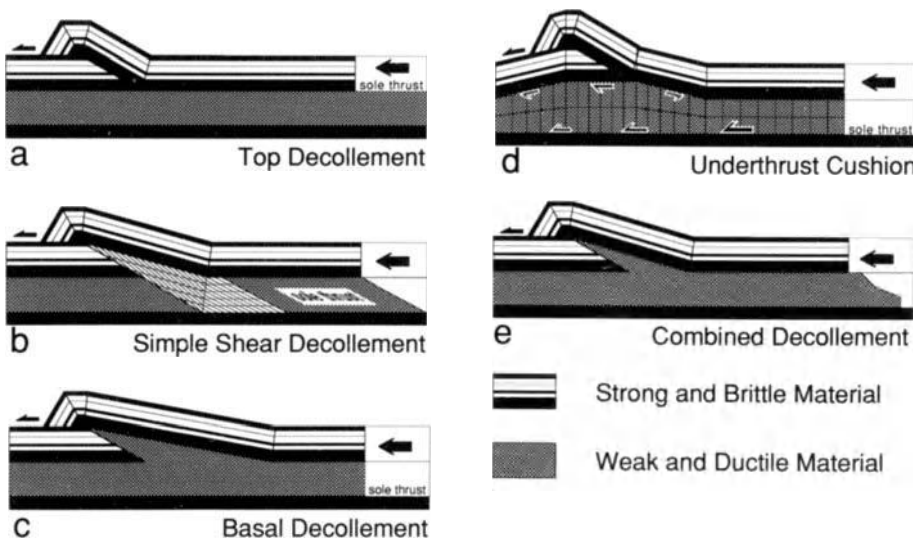 sole thrust
a
Top Decollement
b
Simple Shear Decollement
sole thrust
c
Basal Decollement
sole thrust
d
Underthrust Cushion
e
Combined Decollement
Strong and Brittle Material
Weak and Ductile Material